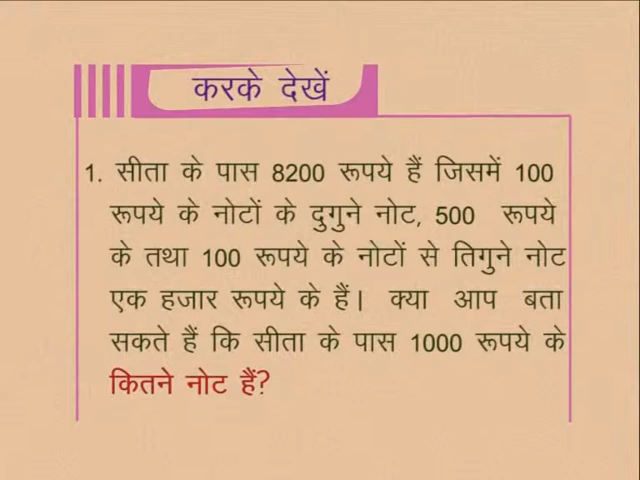 करके देखें
1. सीता के पास 8200 रूपये हैं जिसमें 100
रूपये के नोटों के दुगुने नोट, 500 रूपये
के तथा 100 रूपये के नोटों से तिगुने नोट
एक हजार रूपये के हैं। क्या आप बता
सकते हैं कि सीता के पास 1000 रूपये के
कितने नोट हैं?